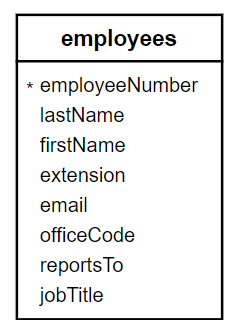 employees
* employeeNumber
lastName
firstName
extension
email
officeCode
reportsTo
jobTitle